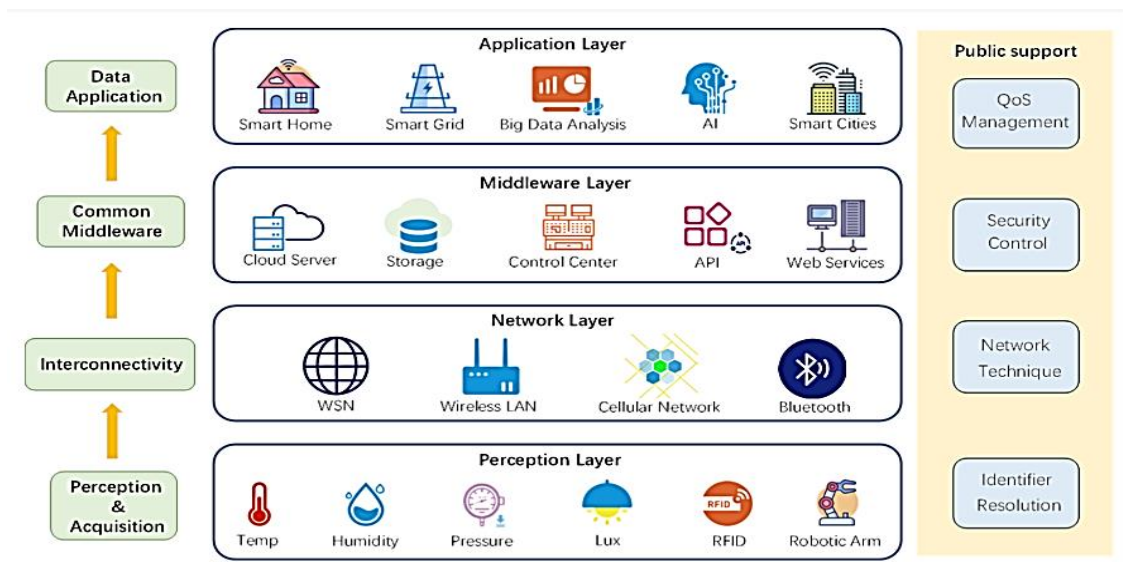 Data
Application
Common
Middleware
Interconnectivity
Perception
&
Acquisition
Application Layer
Smart Home
Smart Grid
Big Data Analysis
AI
Smart Cities
Middleware Layer
Cloud Server
Storage
Control Center
API
API
Web Services
Network Layer
WSN
Wireless LAN
Cellular Network
Bluetooth
Perception Layer
RFID
Temp
Humidity
Pressure
Lux
RFID
Robotic Arm
Public support
QoS
Management
Security
Control
Network
Technique
Identifier
Resolution